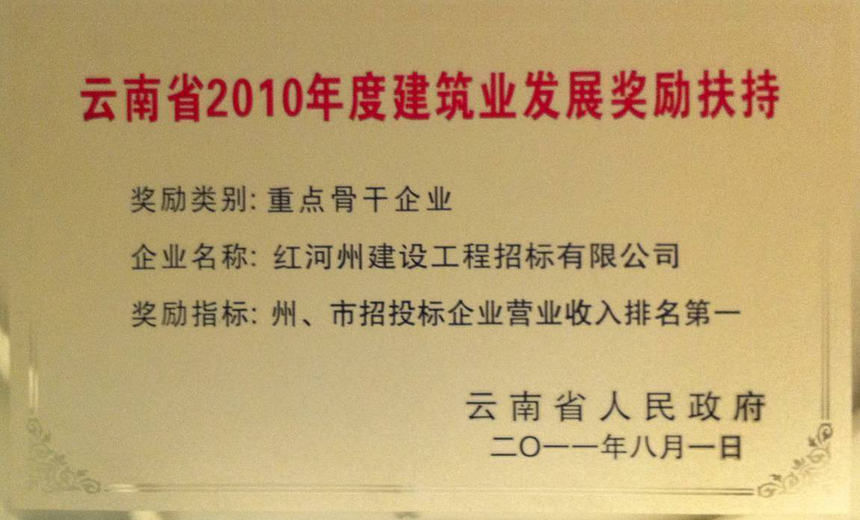 云南省2010年度建筑业发展奖励扶持
奖励类别: 重点骨干企业
企业名称: 红河州建设工程招标有限公司
奖励指标: 州、市招投标企业营业收入排名第一
云南省人民政府
二〇一一年八月一日